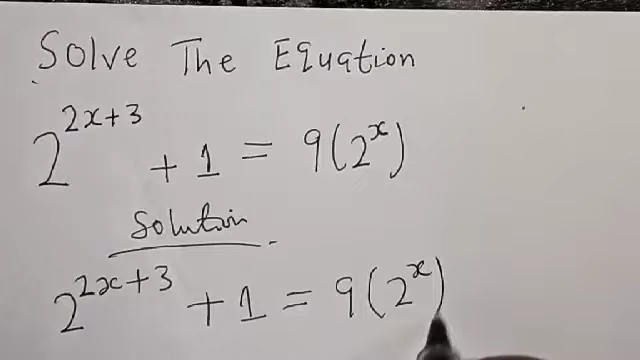 Solve The Equation
2^{2x+3} + 1 = 9(2^x)
Solution
2^{2x+3} + 1 = 9(2^x)